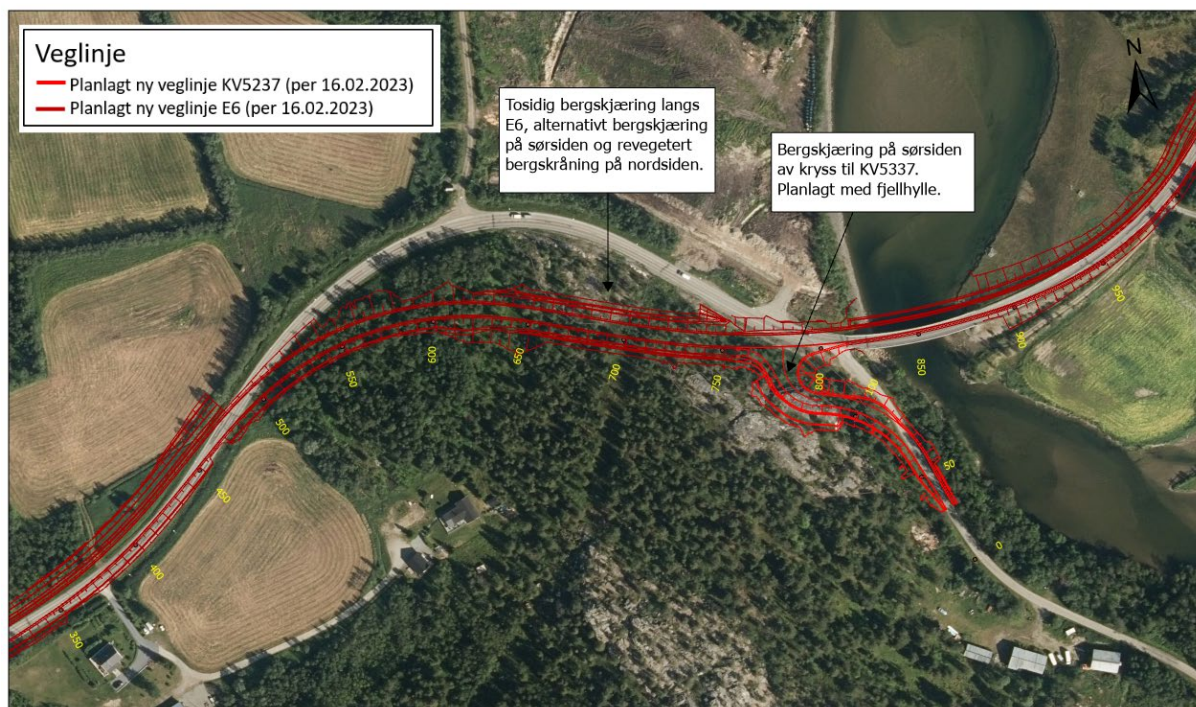 Veglinje
Planlagt ny veglinje KV5237 (per 16.02.2023)
Planlagt ny veglinje E6 (per 16.02.2023)
Tosidig bergskjæring langs
E6, alternativt bergskjæring
på sørsiden og revegetert
bergskråning på nordsiden.
Bergskjæring på sørsiden
av kryss til KV5337.
Planlagt med fjellhylle.
N
350
400
450
500
550
600
650
700
750
800
850
900
950
50
0